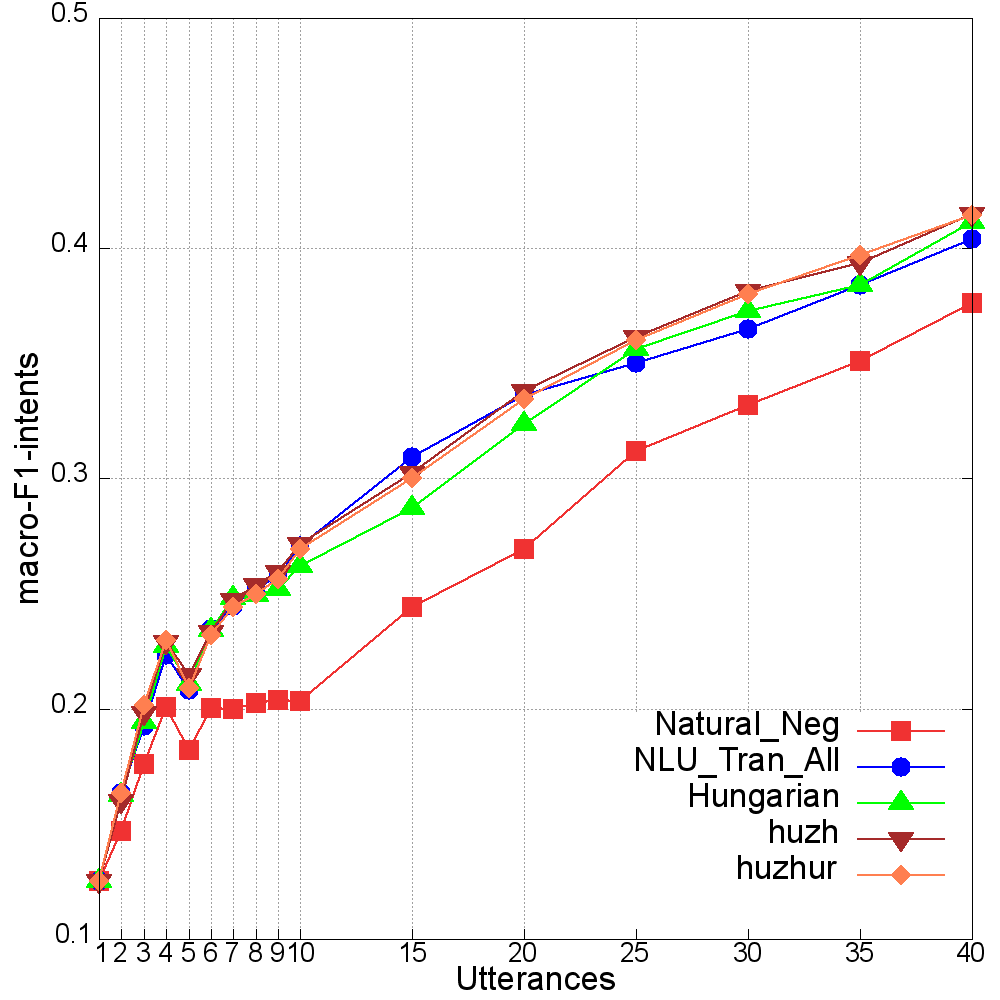 0.5
0.4
0.3
0.2
0.1
macro-F1-intents
Natural_Neg
NLU_Tran_All
Hungarian
huzh
huzhur
1 2 3 4 5 6 7 8 9 10 15 20 25 30 35 40
Utterances